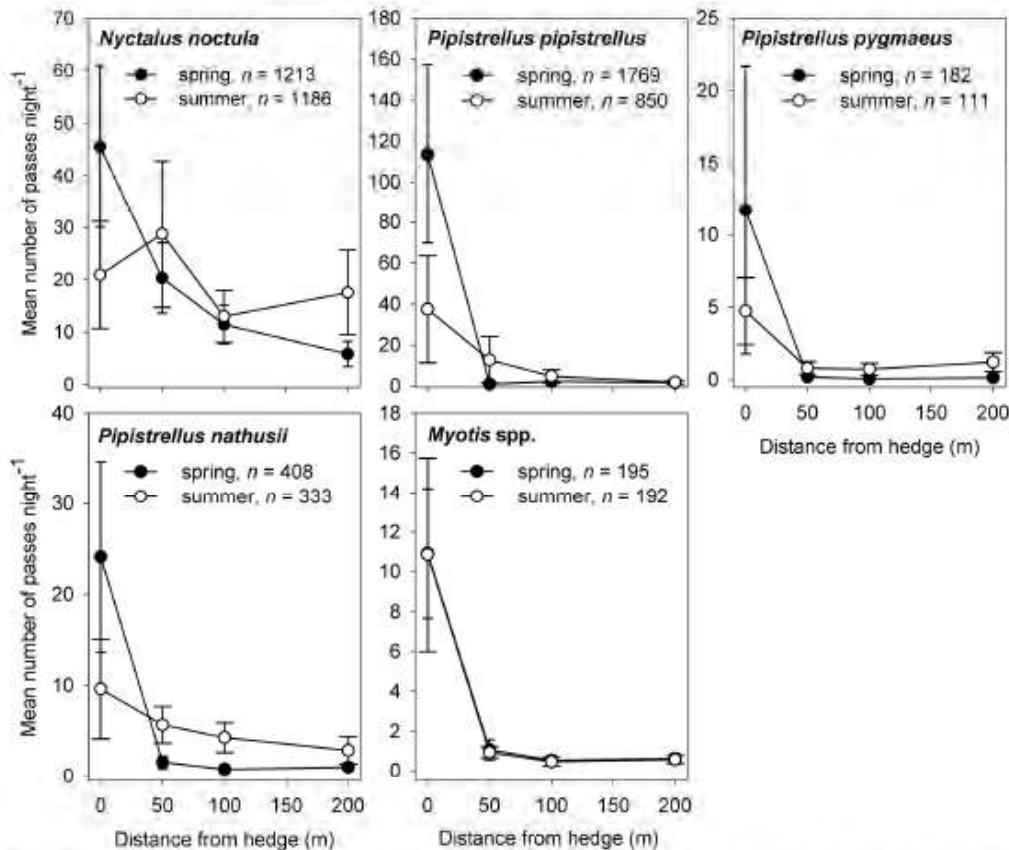 Nyctalus noctula
spring, n = 1213
summer, n = 1186
70
60
50
40
30
20
10
0
Mean number of passes night⁻¹
Pipistrellus pipistrellus
spring, n = 1769
summer, n = 850
180
160
140
120
100
80
60
40
20
0
Pipistrellus pygmaeus
spring, n = 182
summer, n = 111
25
20
15
10
5
0
0 50 100 150 200
Distance from hedge (m)
Pipistrellus nathusii
spring, n = 408
summer, n = 333
40
30
20
10
0
Mean number of passes night⁻¹
0 50 100 150 200
Distance from hedge (m)
Myotis spp.
spring, n = 195
summer, n = 192
18
16
14
12
10
8
6
4
2
0
0 50 100 150 200
Distance from hedge (m)